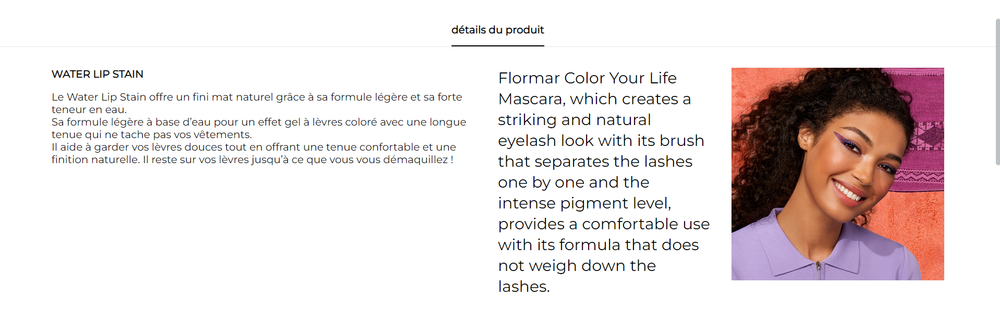 détails du produit
WATER LIP STAIN
Le Water Lip Stain offre un fini mat naturel grâce à sa formule légère et sa forte
teneur en eau.
Sa formule légère à base d’eau pour un effet gel à lèvres coloré avec une longue
tenue qui ne tache pas vos vêtements.
Il aide à garder vos lèvres douces tout en offrant une tenue confortable et une
finition naturelle. Il reste sur vos lèvres jusqu’à ce que vous vous démaquillez !
Flormar Color Your Life
Mascara, which creates a
striking and natural
eyelash look with its brush
that separates the lashes
one by one and the
intense pigment level,
provides a comfortable use
with its formula that does
not weigh down the
lashes.